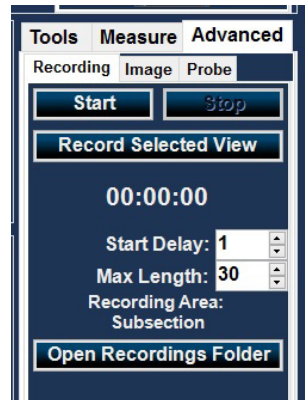 Tools Measure Advanced
Recording Image Probe
Start Stop
Record Selected View
00:00:00
Start Delay: 1
Max Length: 30
Recording Area:
Subsection
Open Recordings Folder